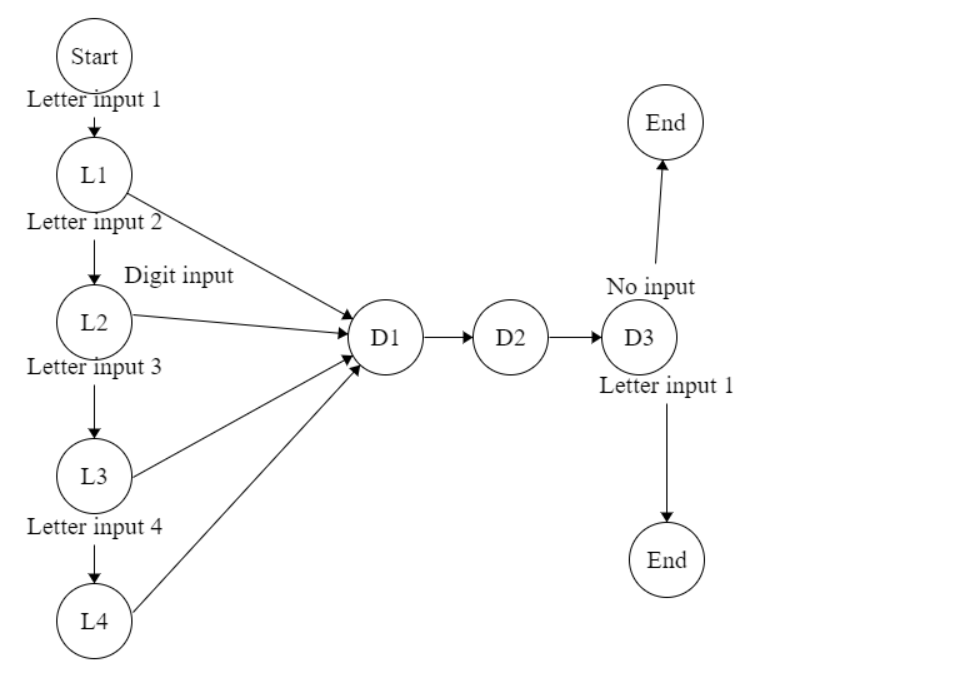 Start
Letter input 1
L1
Letter input 2
Digit input
L2
Letter input 3
L3
Letter input 4
L4
D1
D2
D3
No input
End
Letter input 1
End